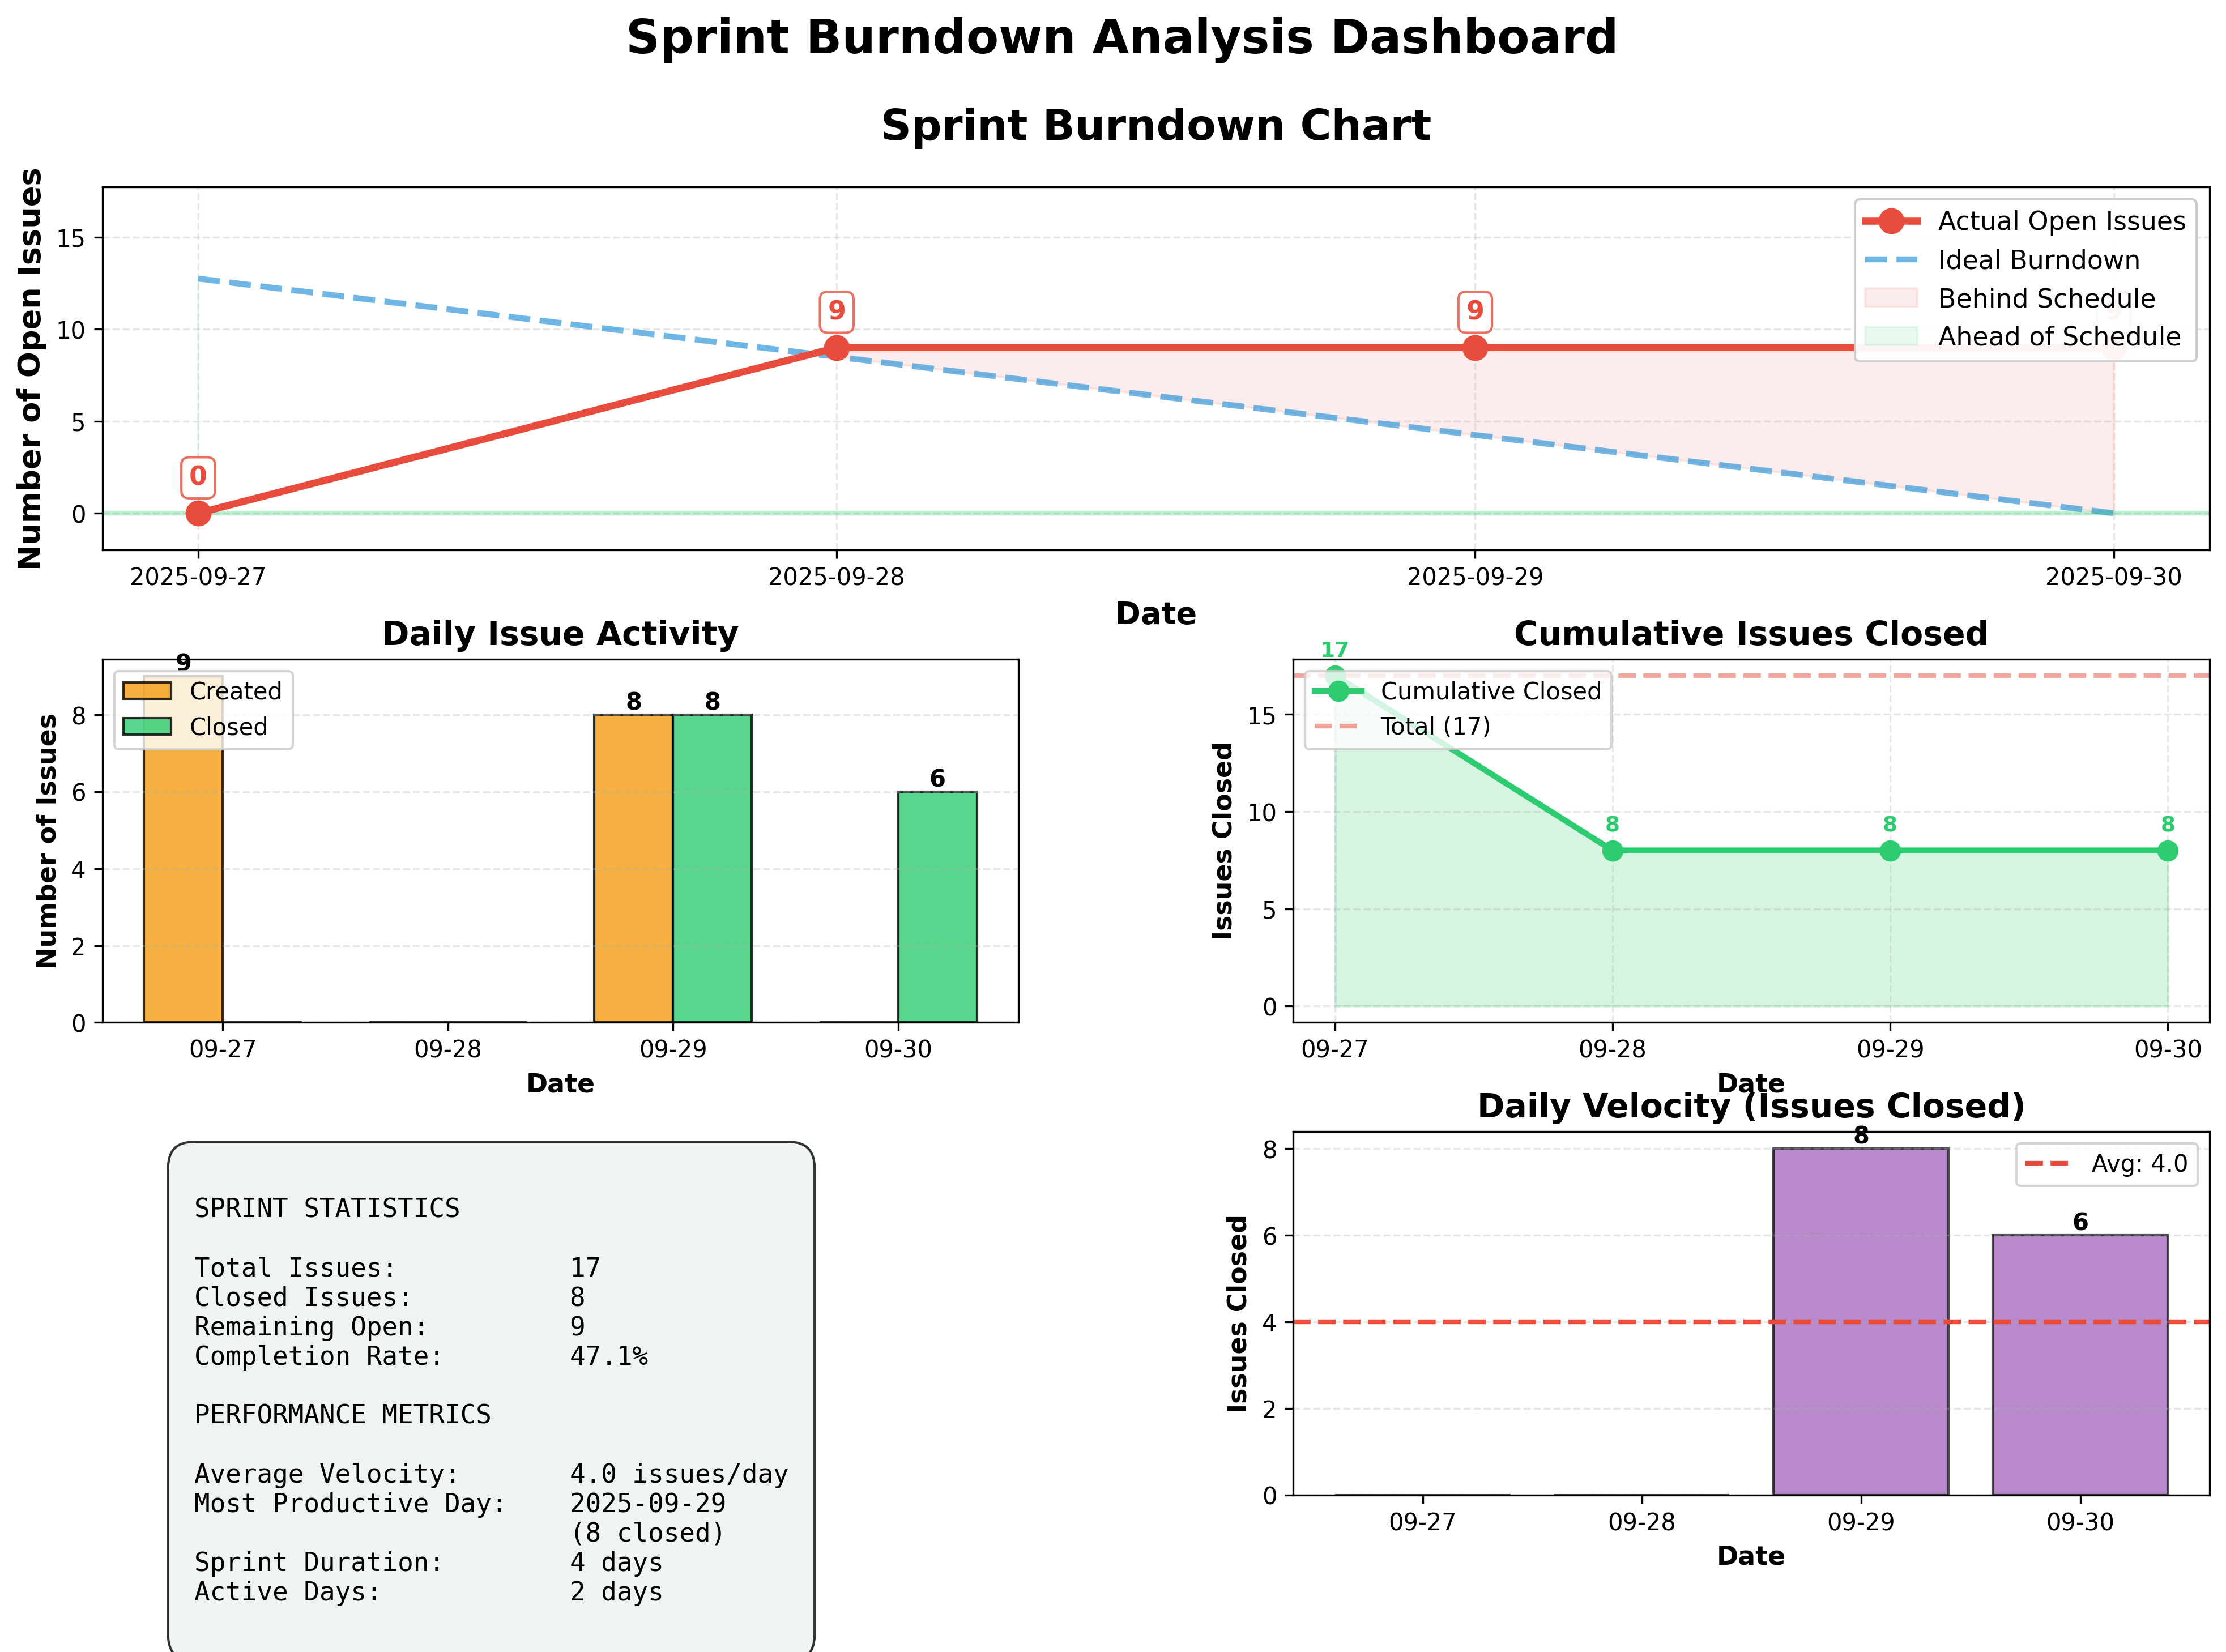 Sprint Burndown Analysis Dashboard
Sprint Burndown Chart
Number of Open Issues
15
10
5
0
0
9
9
9
Actual Open Issues
Ideal Burndown
Behind Schedule
Ahead of Schedule
2025-09-27
2025-09-28
2025-09-29
2025-09-30
Date
Daily Issue Activity
Number of Issues
8
6
4
2
0
9
8
8
6
Created
Closed
09-27
09-28
09-29
09-30
Date
Cumulative Issues Closed
Issues Closed
15
10
5
0
17
8
8
8
Cumulative Closed
Total (17)
09-27
09-28
09-29
09-30
Date
SPRINT STATISTICS
Total Issues: 17
Closed Issues: 8
Remaining Open: 9
Completion Rate: 47.1%
PERFORMANCE METRICS
Average Velocity: 4.0 issues/day
Most Productive Day: 2025-09-29
(8 closed)
Sprint Duration: 4 days
Active Days: 2 days
Daily Velocity (Issues Closed)
Issues Closed
8
6
4
2
0
8
6
Avg: 4.0
09-27
09-28
09-29
09-30
Date